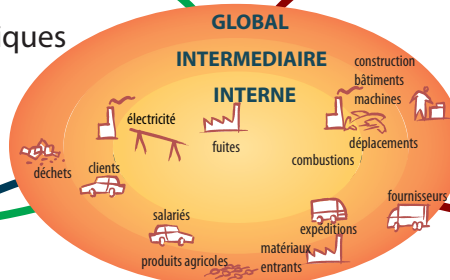 iques
GLOBAL
INTERMEDIAIRE
INTERNE
construction
bâtiments
machines
électricité
fuites
déplacements
combustions
déchets
clients
fournisseurs
salariés
expéditions
matériaux
entrants
produits agricoles